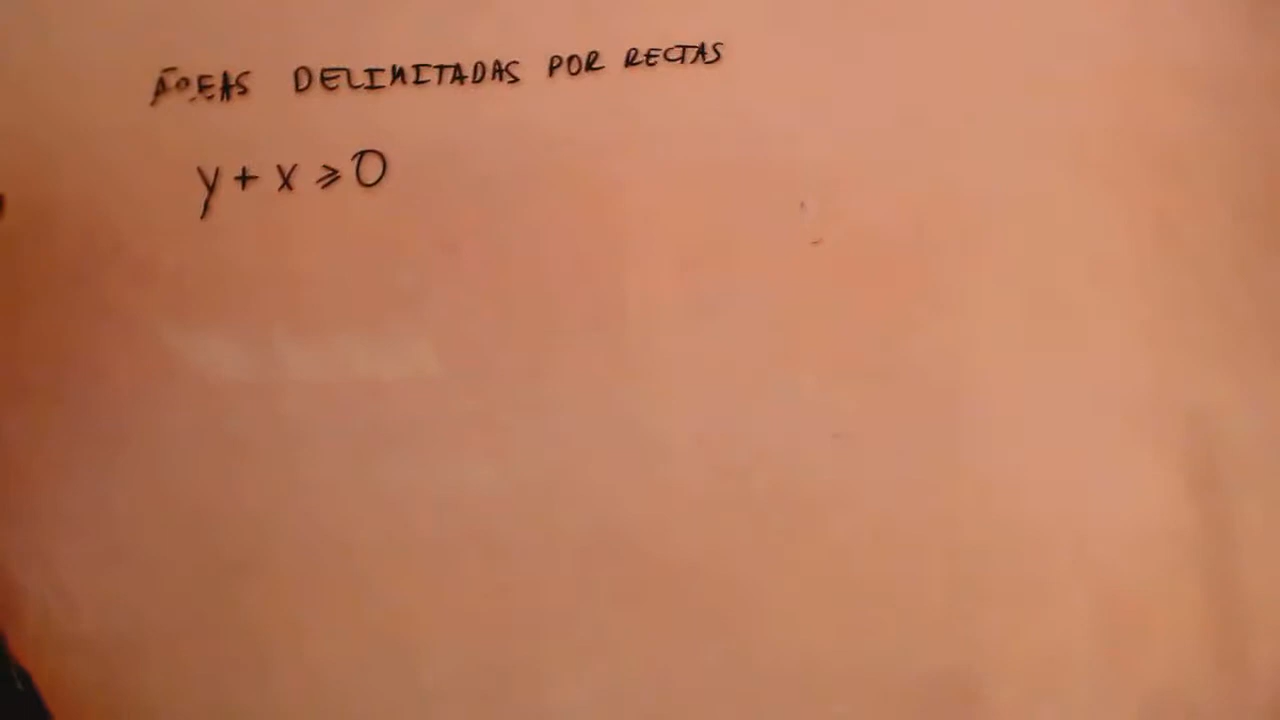 ÁREAS DELIMITADAS POR RECTAS
y + x ⩾ 0